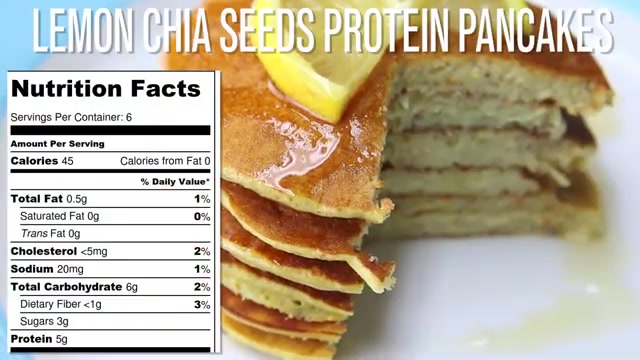 LEMON CHIA SEEDS PROTEIN PANCAKES
Nutrition Facts
Servings Per Container: 6
Amount Per Serving
Calories 45 Calories from Fat 0
% Daily Value*
Total Fat 0.5g 1%
Saturated Fat 0g 0%
Trans Fat 0g
Cholesterol <5mg 2%
Sodium 20mg 1%
Total Carbohydrate 6g 2%
Dietary Fiber <1g 3%
Sugars 3g
Protein 5g